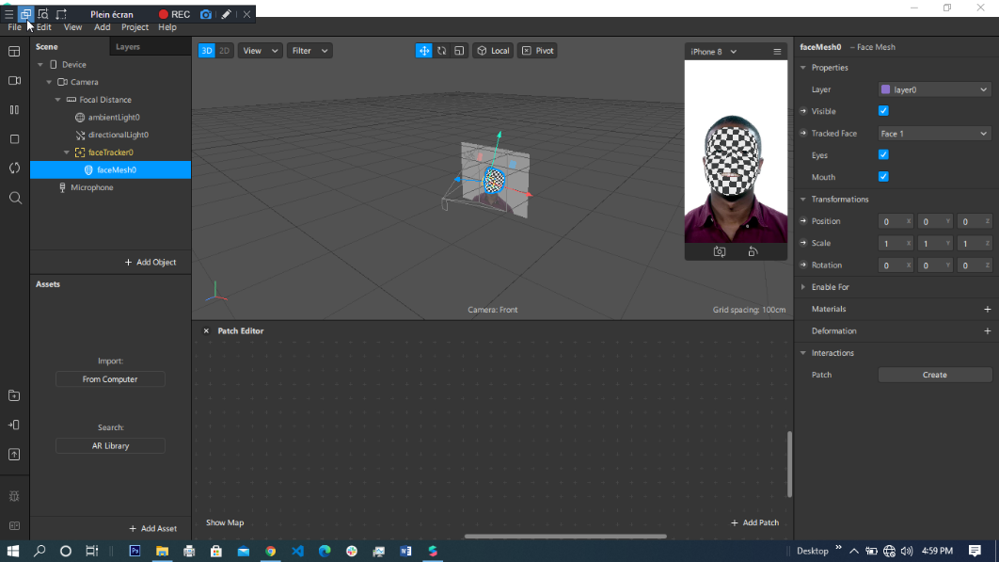 Plein écran REC
File Edit View Add Project Help
Scene Layers
Device
Camera
Focal Distance
ambientLight0
directionalLight0
faceTracker0
faceMesh0
Microphone
+ Add Object
Assets
Import:
From Computer
Search:
AR Library
+ Add Asset
3D 2D View Filter Local Pivot
iPhone 8
Camera: Front
Grid spacing: 100cm
Patch Editor
Show Map
+ Add Patch
faceMesh0 – Face Mesh
Properties
Layer layer0
Visible
Tracked Face Face 1
Eyes
Mouth
Transformations
Position 0 X 0 Y 0 Z
Scale 1 X 1 Y 1 Z
Rotation 0 X 0 Y 0 Z
Enable For
Materials +
Deformation +
Interactions
Patch Create
Ps W Desktop » 4:59 PM